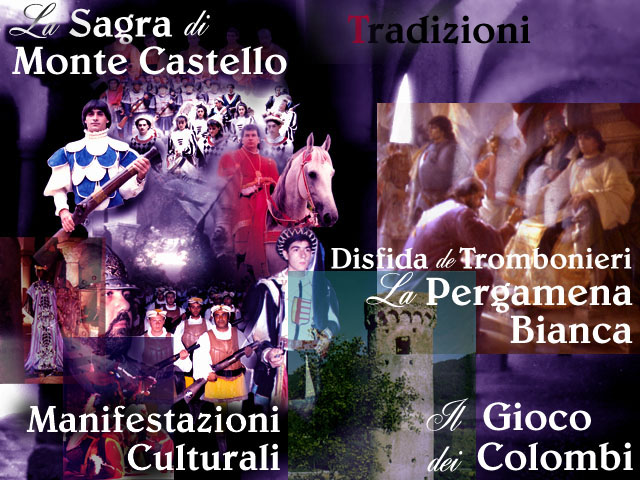 La Sagra di
Monte Castello
Tradizioni
Disfida de Trombonieri
La Pergamena
Bianca
Manifestazioni
Culturali
Il Gioco
dei Colombi